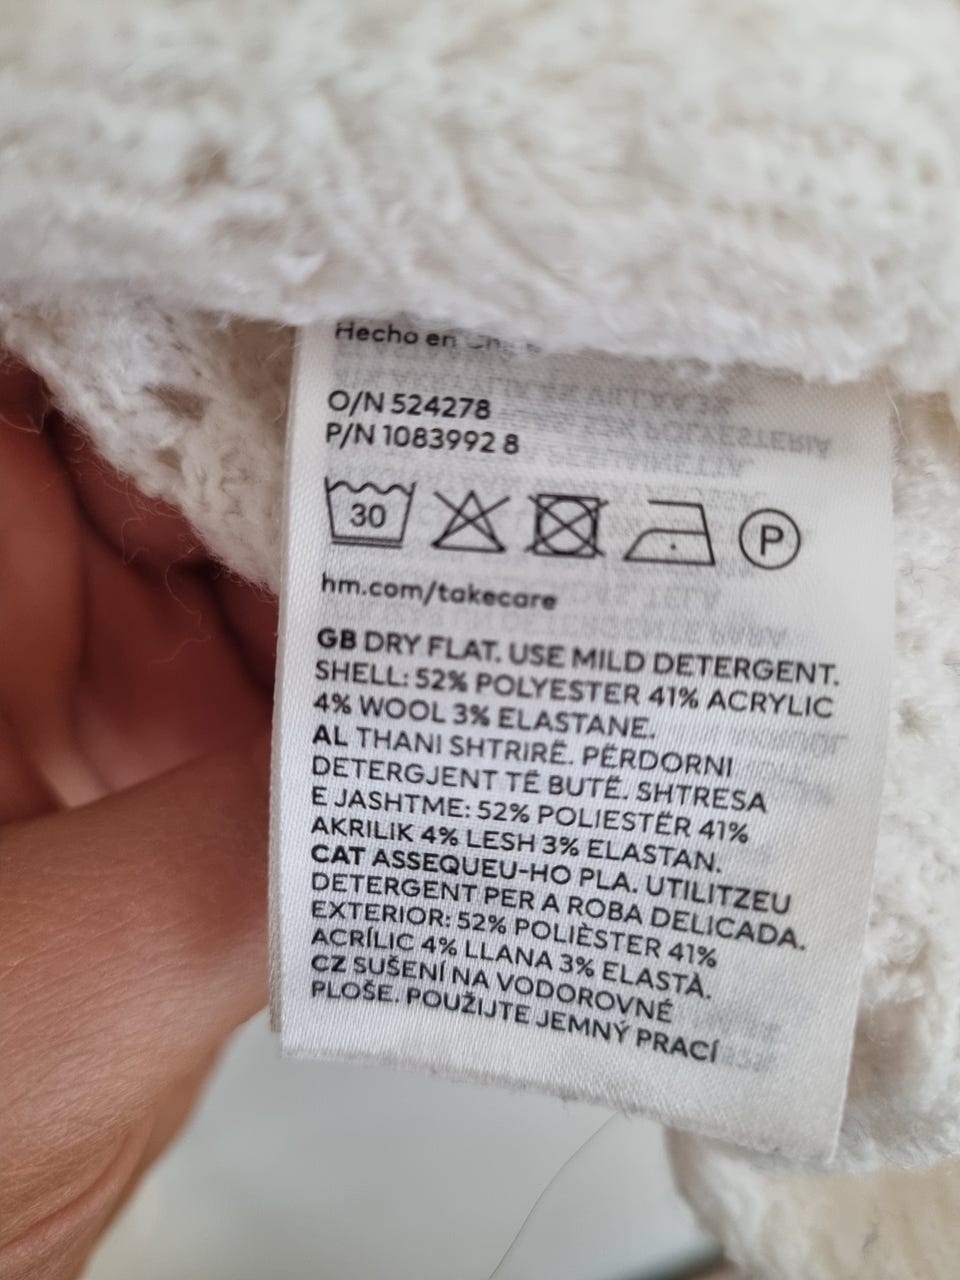 Hecho en
O/N 524278
P/N 1083992 8
30
P
hm.com/takecare
GB DRY FLAT. USE MILD DETERGENT.
SHELL: 52% POLYESTER 41% ACRYLIC
4% WOOL 3% ELASTANE.
AL THANI SHTRIRË. PËRDORNI
DETERGJENT TË BUTË. SHTRESA
E JASHTME: 52% POLIESTËR 41%
AKRILIK 4% LESH 3% ELASTAN.
CAT ASSEQUEU-HO PLA. UTILITZEU
DETERGENT PER A ROBA DELICADA.
EXTERIOR: 52% POLIÈSTER 41%
ACRÍLIC 4% LLANA 3% ELASTÀ.
CZ SUŠENÍ NA VODOROVNÉ
PLOŠE. POUŽIJTE JEMNÝ PRACÍ